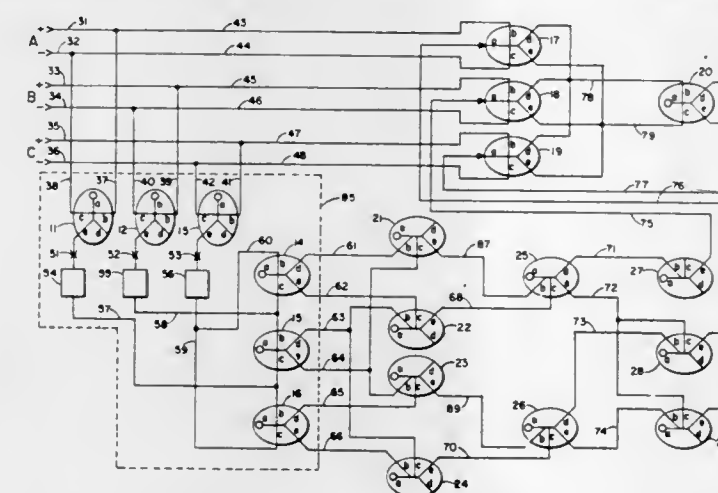 31 43
+ b d 17
A 32 44 a
- c e
33 45 20
+ b d 18 78 b d
B 34 46 a a
- c e 79 c e
35 47
+ b d 19
C 36 48 a
- c e 77
76
38 37 40 39 42 41 85 75
a a a 60 21
c b c b c b 14 61 a d 87 25 71
11 e d 12 e d e d b d b c e b d 27 b c e
51 52 53 a a a d
54 55 56 c e 62 c e 72
57 58 15 63 b c e 68
59 b d a d 22 73
a 64 23 b c e
c e a d 28 a d
16 65 b c e 26
b d 89 a d
a b c e 74 b c e
c e 66 70 a d
b c e
a d 24